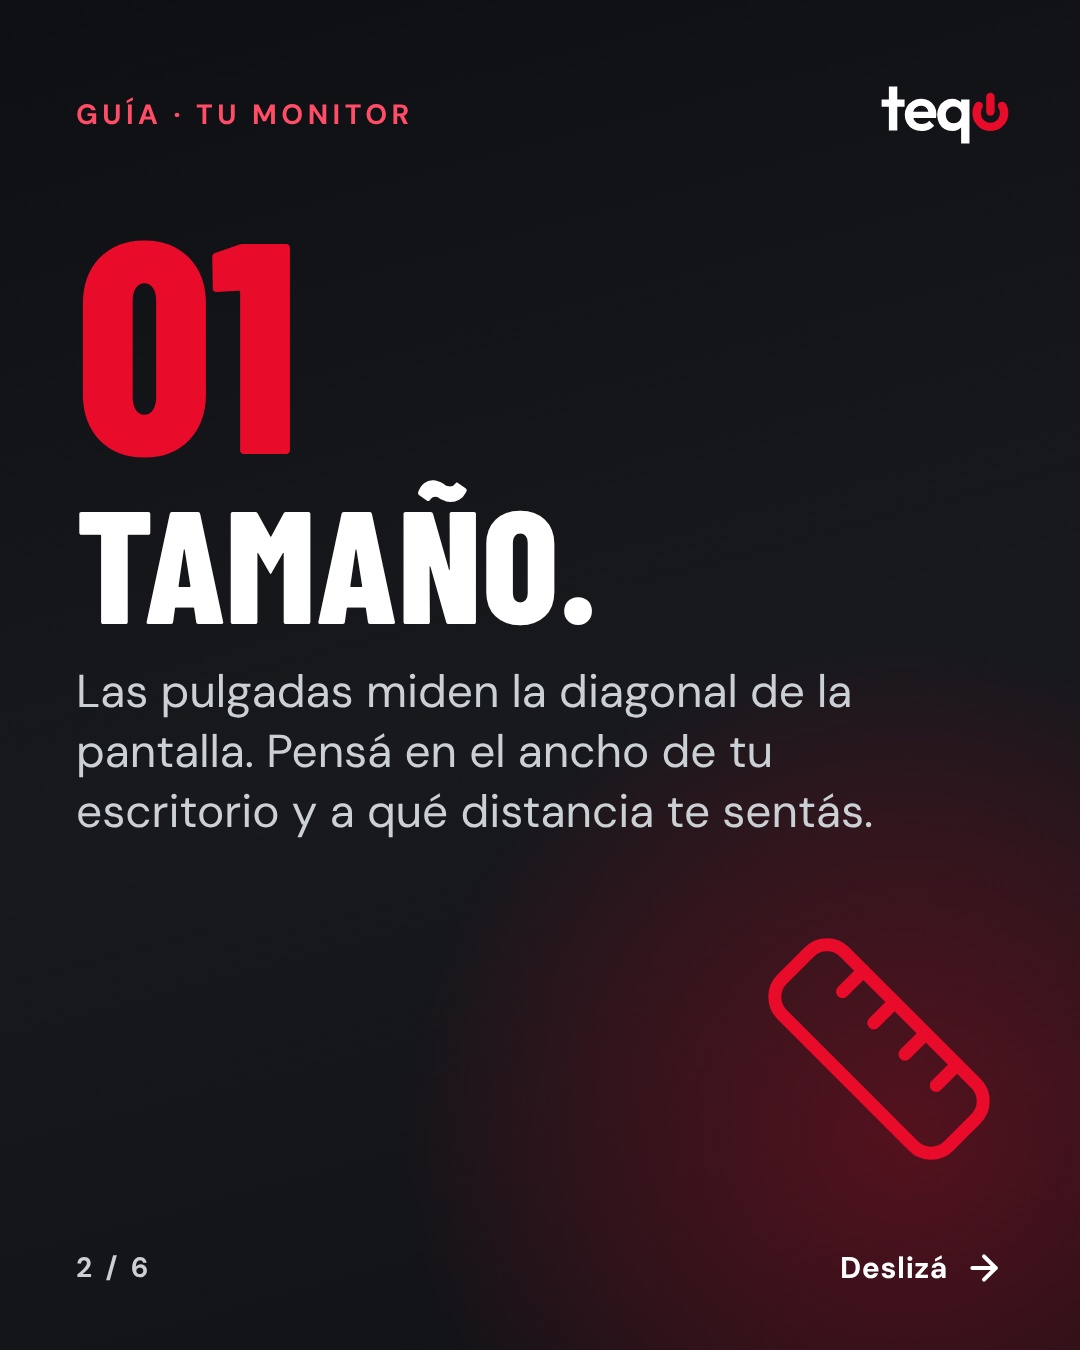 GUÍA · TU MONITOR
teqo
01
TAMAÑO.
Las pulgadas miden la diagonal de la
pantalla. Pensá en el ancho de tu
escritorio y a qué distancia te sentás.
2 / 6
Deslizá →